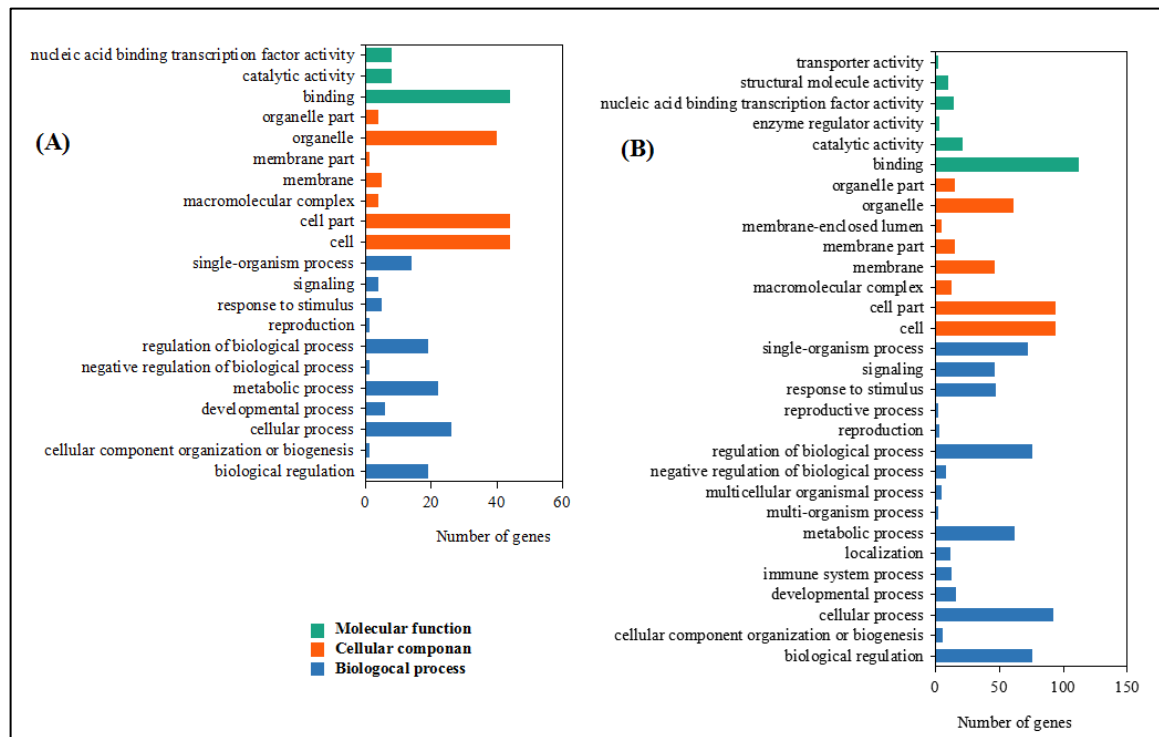 (A)
nucleic acid binding transcription factor activity
catalytic activity
binding
organelle part
organelle
membrane part
membrane
macromolecular complex
cell part
cell
single-organism process
signaling
response to stimulus
reproduction
regulation of biological process
negative regulation of biological process
metabolic process
developmental process
cellular process
cellular component organization or biogenesis
biological regulation
0 20 40 60
Number of genes
Molecular function
Cellular componan
Biologocal process
(B)
transporter activity
structural molecule activity
nucleic acid binding transcription factor activity
enzyme regulator activity
catalytic activity
binding
organelle part
organelle
membrane-enclosed lumen
membrane part
membrane
macromolecular complex
cell part
cell
single-organism process
signaling
response to stimulus
reproductive process
reproduction
regulation of biological process
negative regulation of biological process
multicellular organismal process
multi-organism process
metabolic process
localization
immune system process
developmental process
cellular process
cellular component organization or biogenesis
biological regulation
0 50 100 150
Number of genes